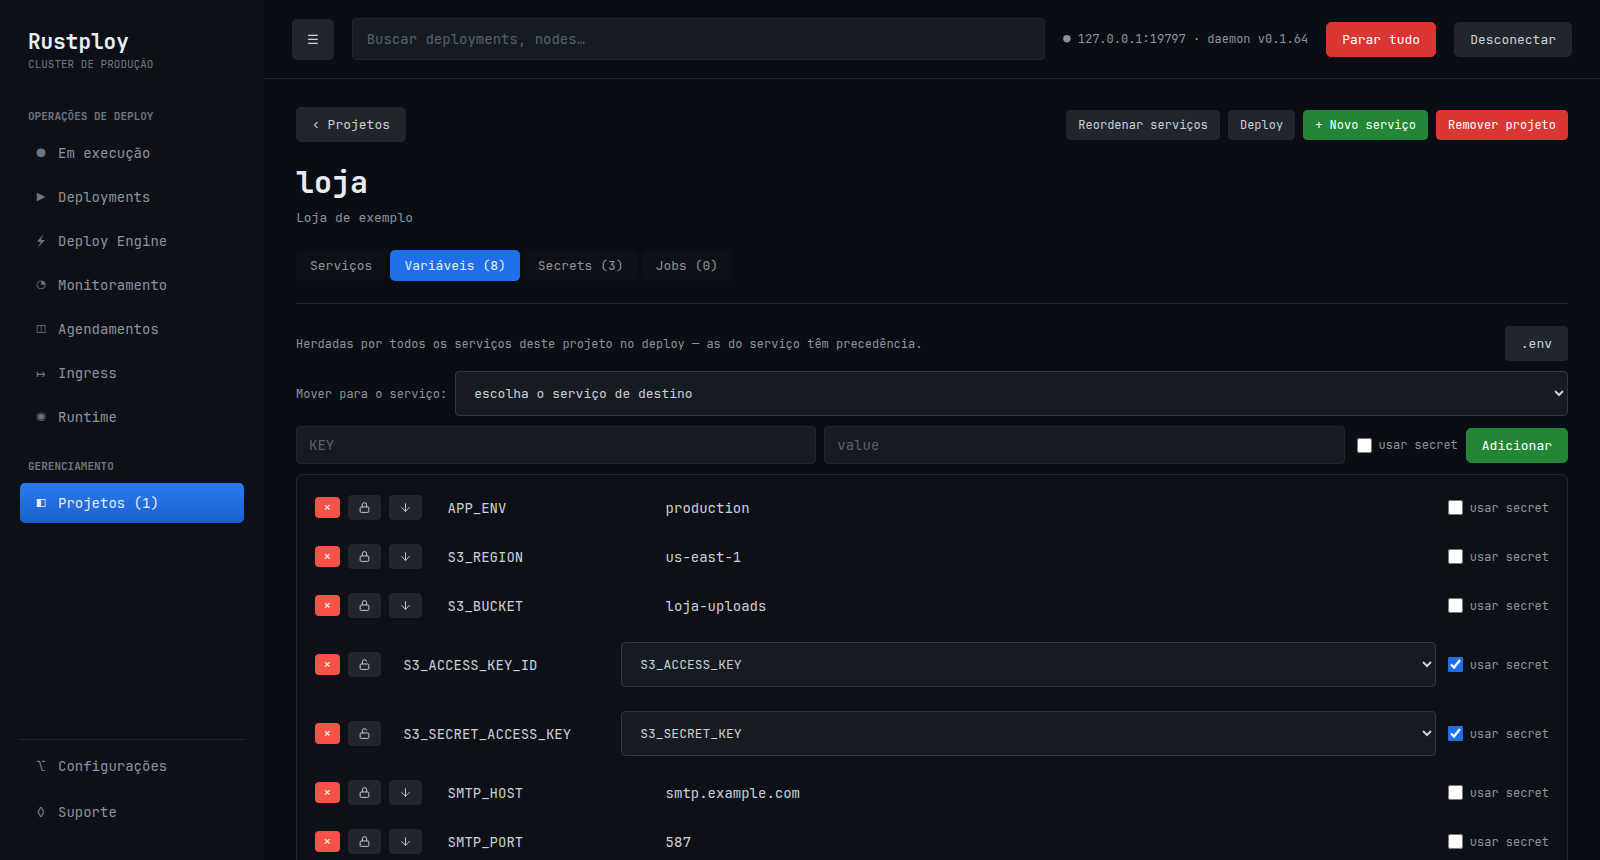 Rustploy
CLUSTER DE PRODUÇÃO
OPERAÇÕES DE DEPLOY
Em execução
Deployments
Deploy Engine
Monitoramento
Agendamentos
Ingress
Runtime
GERENCIAMENTO
Projetos (1)
Configurações
Suporte
Buscar deployments, nodes…
127.0.0.1:19797 · daemon v0.1.64
Parar tudo
Desconectar
‹ Projetos
Reordenar serviços
Deploy
+ Novo serviço
Remover projeto
loja
Loja de exemplo
Serviços
Variáveis (8)
Secrets (3)
Jobs (0)
Herdadas por todos os serviços deste projeto no deploy — as do serviço têm precedência.
.env
Mover para o serviço:
escolha o serviço de destino
KEY
value
usar secret
Adicionar
× APP_ENV production usar secret
× S3_REGION us-east-1 usar secret
× S3_BUCKET loja-uploads usar secret
× S3_ACCESS_KEY_ID S3_ACCESS_KEY usar secret
× S3_SECRET_ACCESS_KEY S3_SECRET_KEY usar secret
× SMTP_HOST smtp.example.com usar secret
× SMTP_PORT 587 usar secret